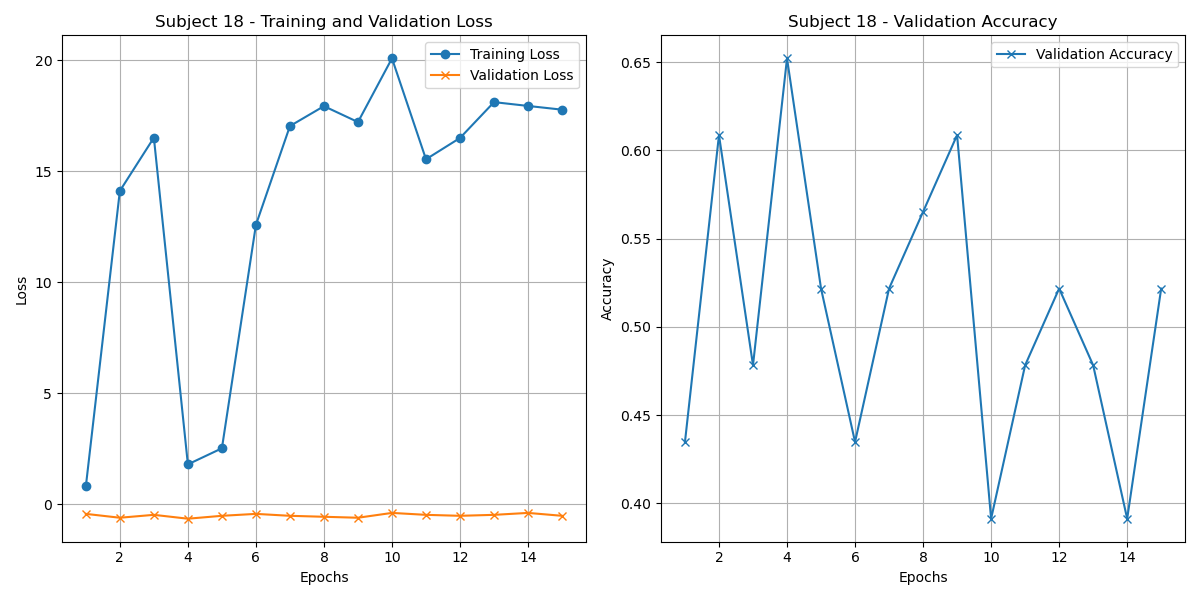 Subject 18 - Training and Validation Loss
Training Loss
Validation Loss
20
15
10
5
0
Loss
2 4 6 8 10 12 14
Epochs
Subject 18 - Validation Accuracy
Validation Accuracy
0.65
0.60
0.55
0.50
0.45
0.40
Accuracy
2 4 6 8 10 12 14
Epochs